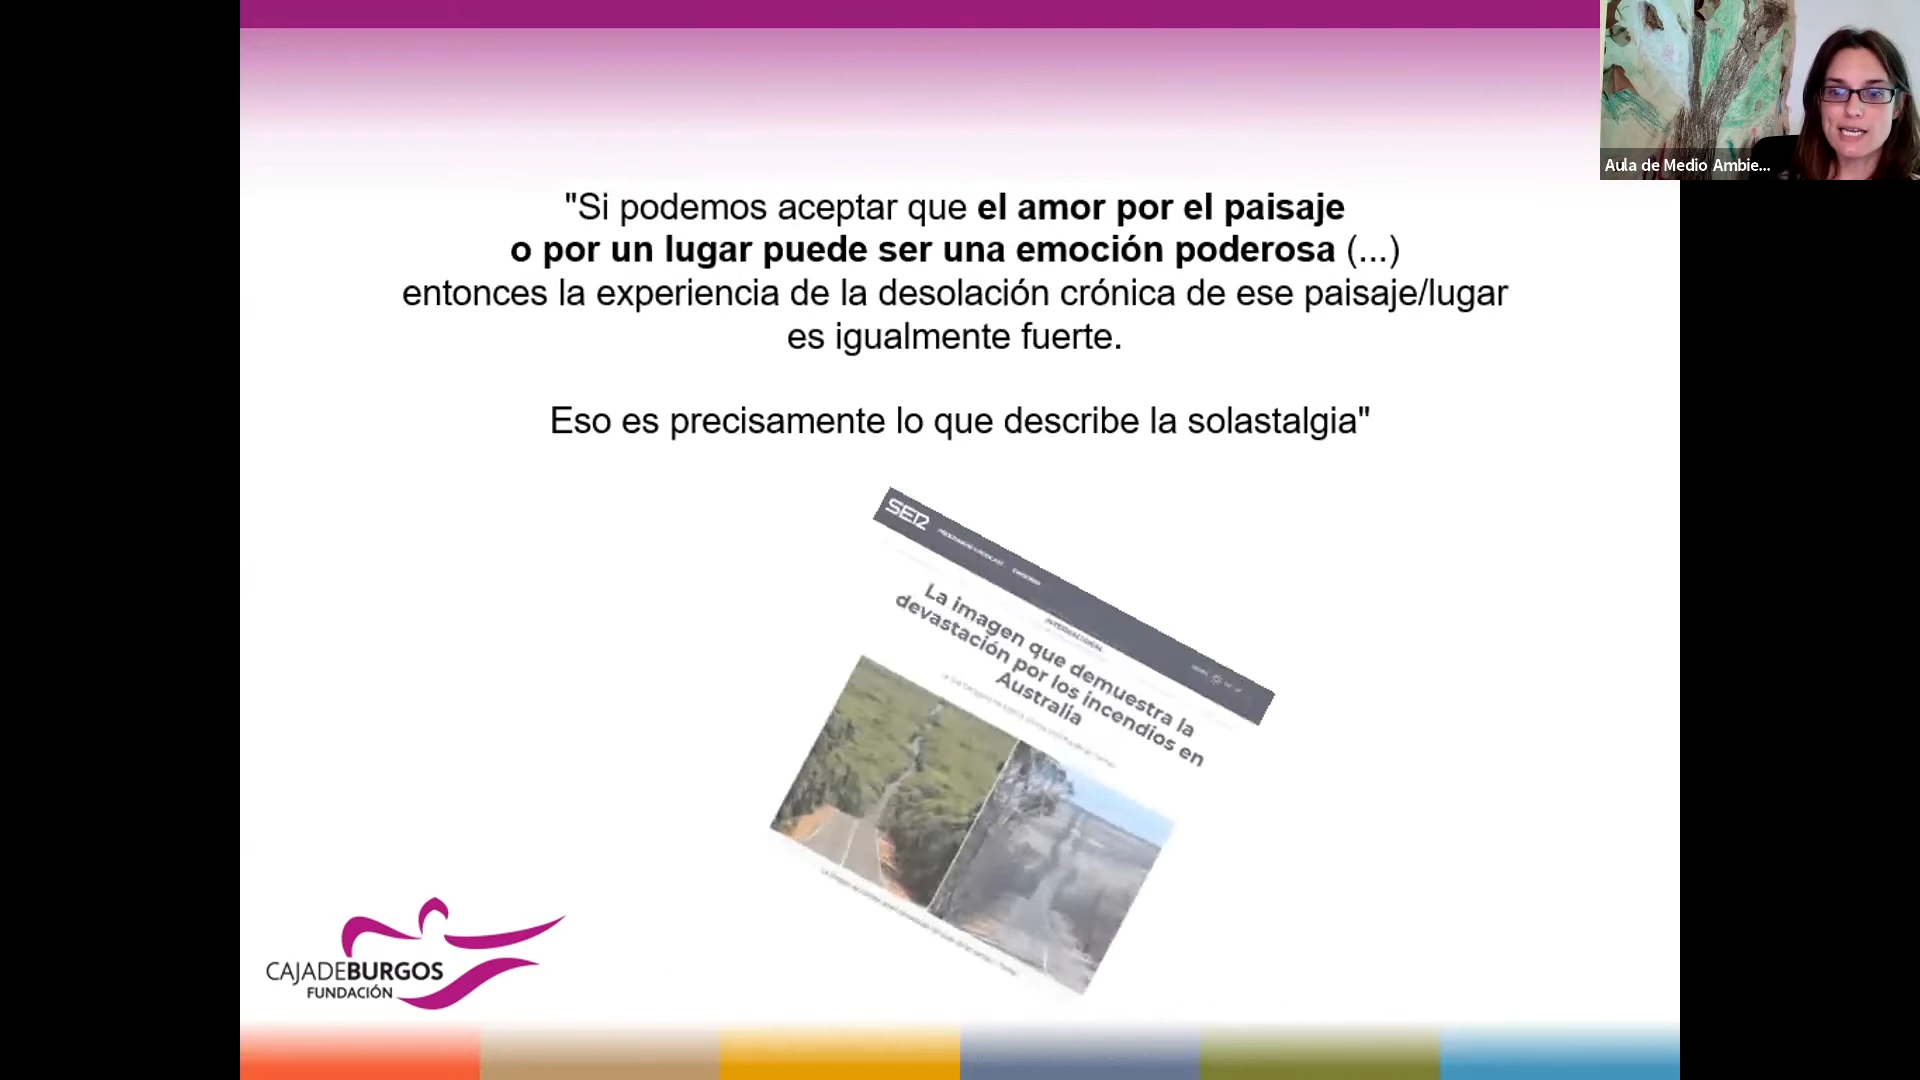 Aula de Medio Ambie...
"Si podemos aceptar que el amor por el paisaje
o por un lugar puede ser una emoción poderosa (...)
entonces la experiencia de la desolación crónica de ese paisaje/lugar
es igualmente fuerte.
Eso es precisamente lo que describe la solastalgia"
SER
INTERNACIONAL
La imagen que demuestra la
devastación por los incendios en
Australia
CAJADEBURGOS
FUNDACIÓN